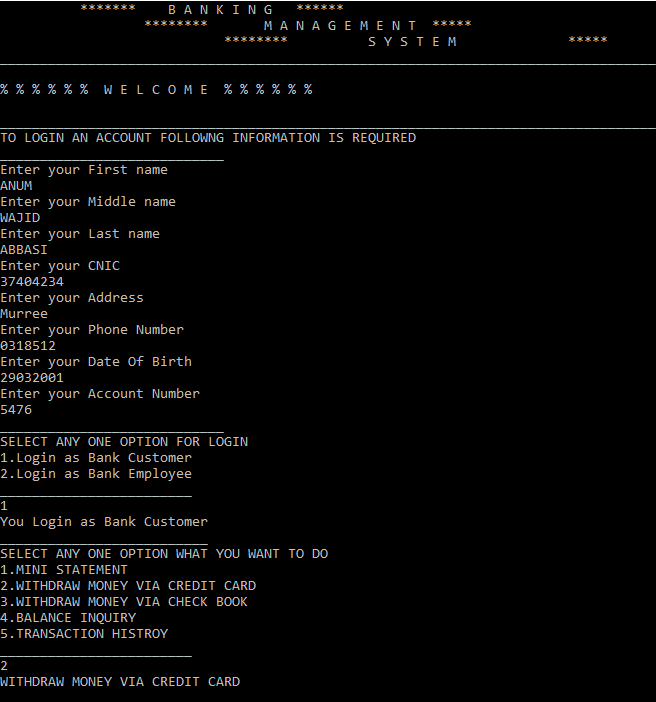 ******* B A N K I N G ******
******** M A N A G E M E N T *****
******** S Y S T E M *****
% % % % % % W E L C O M E % % % % % %
TO LOGIN AN ACCOUNT FOLLOWNG INFORMATION IS REQUIRED
Enter your First name
ANUM
Enter your Middle name
WAJID
Enter your Last name
ABBASI
Enter your CNIC
37404234
Enter your Address
Murree
Enter your Phone Number
0318512
Enter your Date Of Birth
29032001
Enter your Account Number
5476
SELECT ANY ONE OPTION FOR LOGIN
1.Login as Bank Customer
2.Login as Bank Employee
1
You Login as Bank Customer
SELECT ANY ONE OPTION WHAT YOU WANT TO DO
1.MINI STATEMENT
2.WITHDRAW MONEY VIA CREDIT CARD
3.WITHDRAW MONEY VIA CHECK BOOK
4.BALANCE INQUIRY
5.TRANSACTION HISTROY
2
WITHDRAW MONEY VIA CREDIT CARD